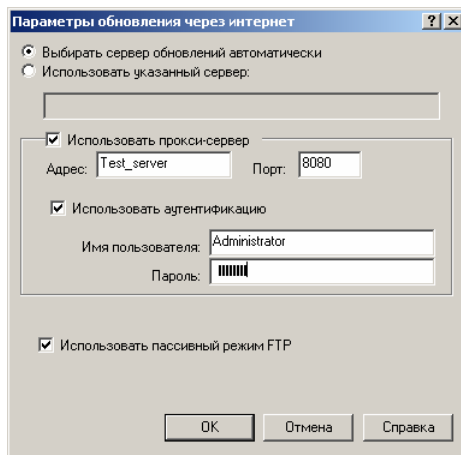 Параметры обновления через интернет
Выбирать сервер обновлений автоматически
Использовать указанный сервер:
Использовать прокси-сервер
Адрес: Test_server Порт: 8080
Использовать аутентификацию
Имя пользователя: Administrator
Пароль:
Использовать пассивный режим FTP
OK Отмена Справка